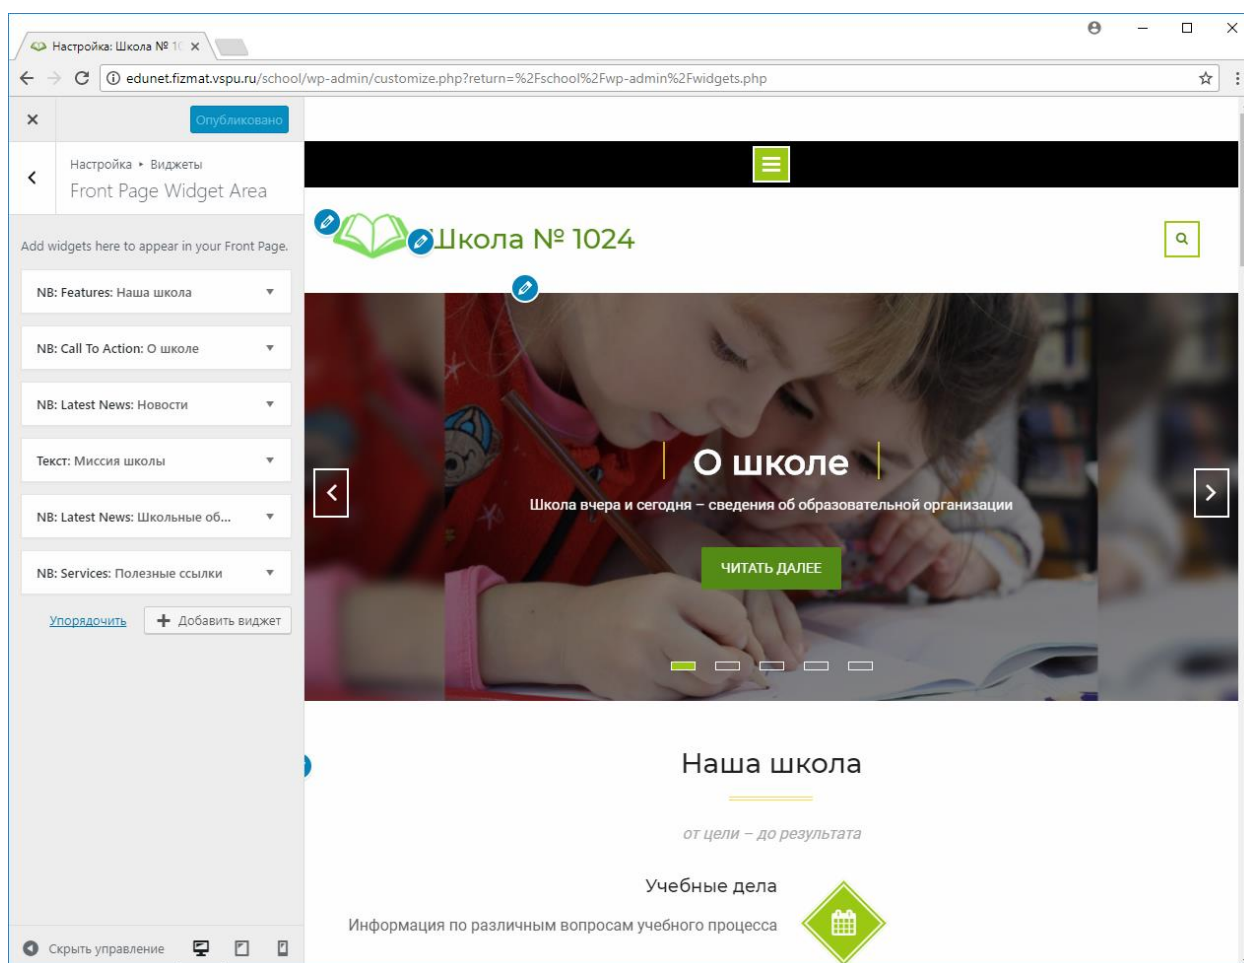 Настройка: Школа № 10
edunet.fizmat.vspu.ru/school/wp-admin/customize.php?return=%2Fschool%2Fwp-admin%2Fwidgets.php
Опубликовано
Настройка ▸ Виджеты
Front Page Widget Area
Add widgets here to appear in your Front Page.
NB: Features: Наша школа
NB: Call To Action: О школе
NB: Latest News: Новости
Текст: Миссия школы
NB: Latest News: Школьные об...
NB: Services: Полезные ссылки
Упорядочить
Добавить виджет
Скрыть управление
Школа № 1024
О школе
Школа вчера и сегодня – сведения об образовательной организации
ЧИТАТЬ ДАЛЕЕ
Наша школа
от цели – до результата
Учебные дела
Информация по различным вопросам учебного процесса